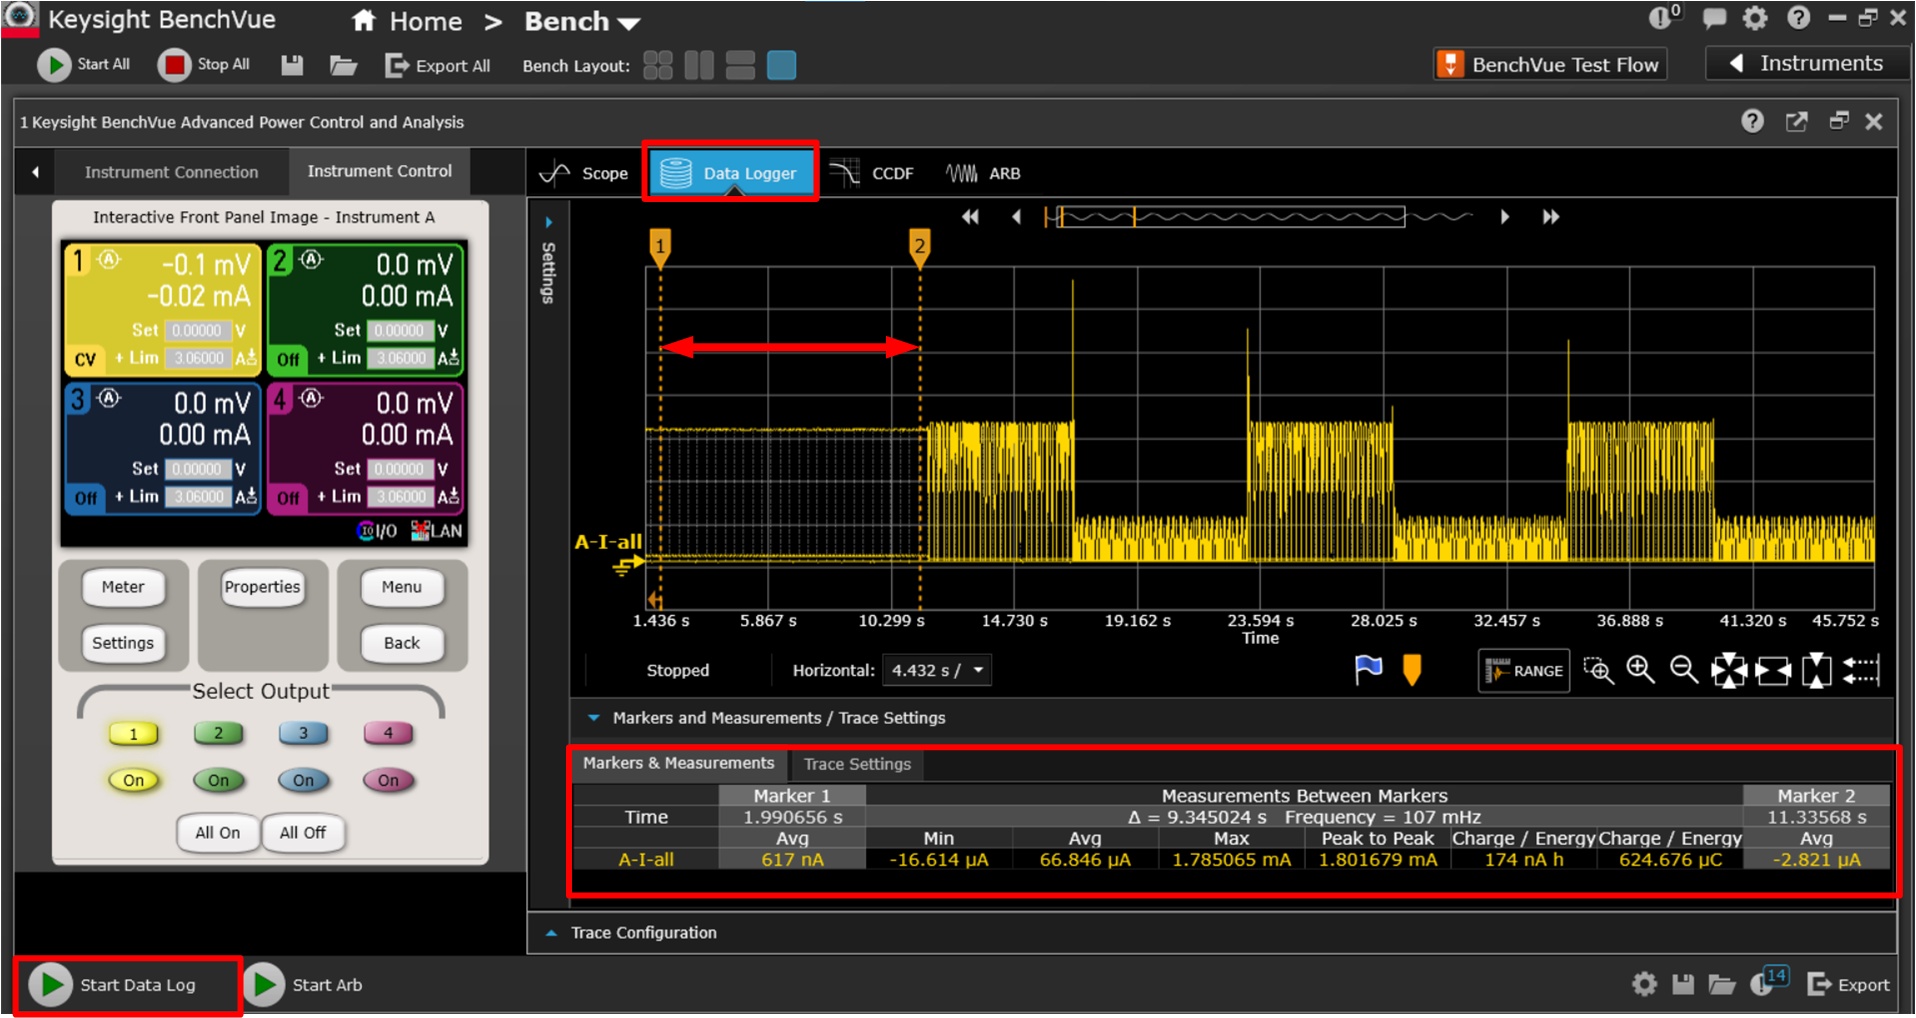 Keysight BenchVue
Home > Bench
0
Start All
Stop All
Export All
Bench Layout:
BenchVue Test Flow
Instruments
1 Keysight BenchVue Advanced Power Control and Analysis
Instrument Connection
Instrument Control
Scope
Data Logger
CCDF
ARB
Interactive Front Panel Image - Instrument A
1 A -0.1 mV
-0.02 mA
Set 0.00000 V
CV + Lim 3.06000 A
2 A 0.0 mV
0.00 mA
Set 0.00000 V
Off + Lim 3.06000 A
3 A 0.0 mV
0.00 mA
Set 0.00000 V
Off + Lim 3.06000 A
4 A 0.0 mV
0.00 mA
Set 0.00000 V
Off + Lim 3.06000 A
IO I/O LAN
Meter
Properties
Menu
Settings
Back
Select Output
1 2 3 4
On On On On
All On
All Off
Settings
1
2
A-I-all
1.436 s 5.867 s 10.299 s 14.730 s 19.162 s 23.594 s 28.025 s 32.457 s 36.888 s 41.320 s 45.752 s
Time
Stopped
Horizontal: 4.432 s /
RANGE
Markers and Measurements / Trace Settings
Markers & Measurements
Trace Settings
Marker 1 Measurements Between Markers Marker 2
Time 1.990656 s Δ = 9.345024 s Frequency = 107 mHz 11.33568 s
Avg Min Avg Max Peak to Peak Charge / Energy Charge / Energy Avg
A-I-all 617 nA -16.614 µA 66.846 µA 1.785065 mA 1.801679 mA 174 nA h 624.676 µC -2.821 µA
Trace Configuration
Start Data Log
Start Arb
14
Export